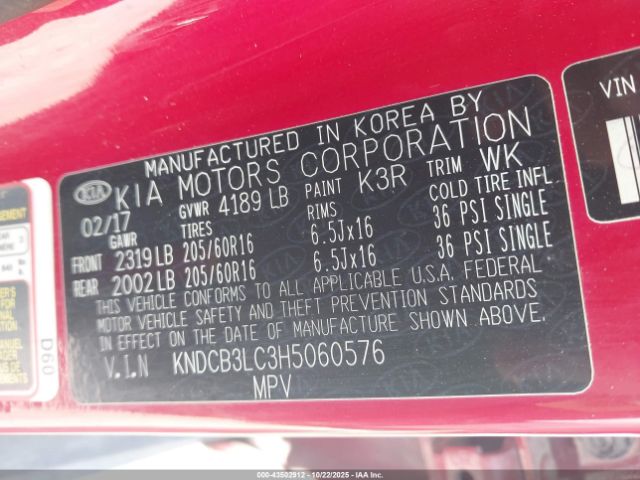 MANUFACTURED IN KOREA BY
KIA KIA MOTORS CORPORATION
02/17 GVWR 4189 LB PAINT K3R TRIM WK
GAWR TIRES RIMS COLD TIRE INFL
FRONT 2319 LB 205/60R16 6.5Jx16 36 PSI SINGLE
REAR 2002 LB 205/60R16 6.5Jx16 36 PSI SINGLE
THIS VEHICLE CONFORMS TO ALL APPLICABLE U.S.A. FEDERAL
MOTOR VEHICLE SAFETY AND THEFT PREVENTION STANDARDS
IN EFFECT ON THE DATE OF MANUFACTURE SHOWN ABOVE.
V.I.N KNDCB3LC3H5060576
MPV
D60
VIN
000-43502912 - 10/22/2025 - IAAI.com